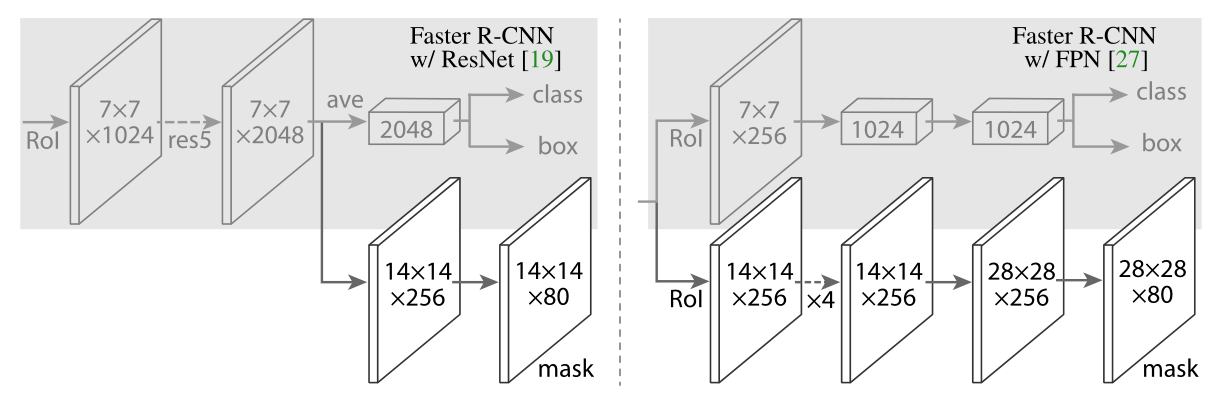 Faster R-CNN
w/ ResNet [19]
RoI
7×7
×1024
res5
7×7
×2048
ave
2048
class
box
14×14
×256
14×14
×80
mask
Faster R-CNN
w/ FPN [27]
RoI
7×7
×256
1024
1024
class
box
RoI
14×14
×256
×4
14×14
×256
28×28
×256
28×28
×80
mask